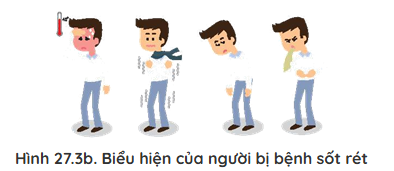 Hình 27.3b. Biểu hiện của người bị bệnh sốt rét